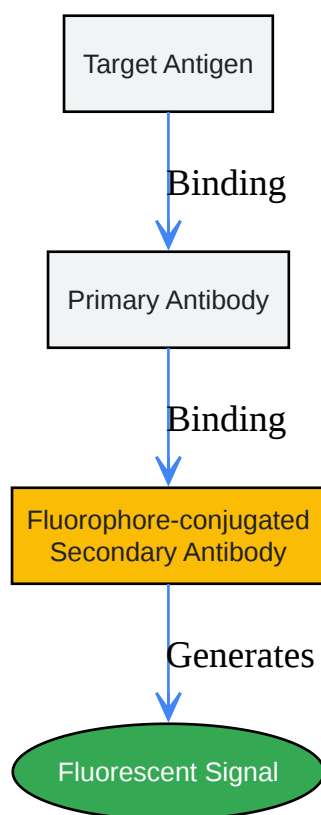 Target Antigen
Binding
Primary Antibody
Binding
Fluorophore-conjugated
Secondary Antibody
Generates
Fluorescent Signal